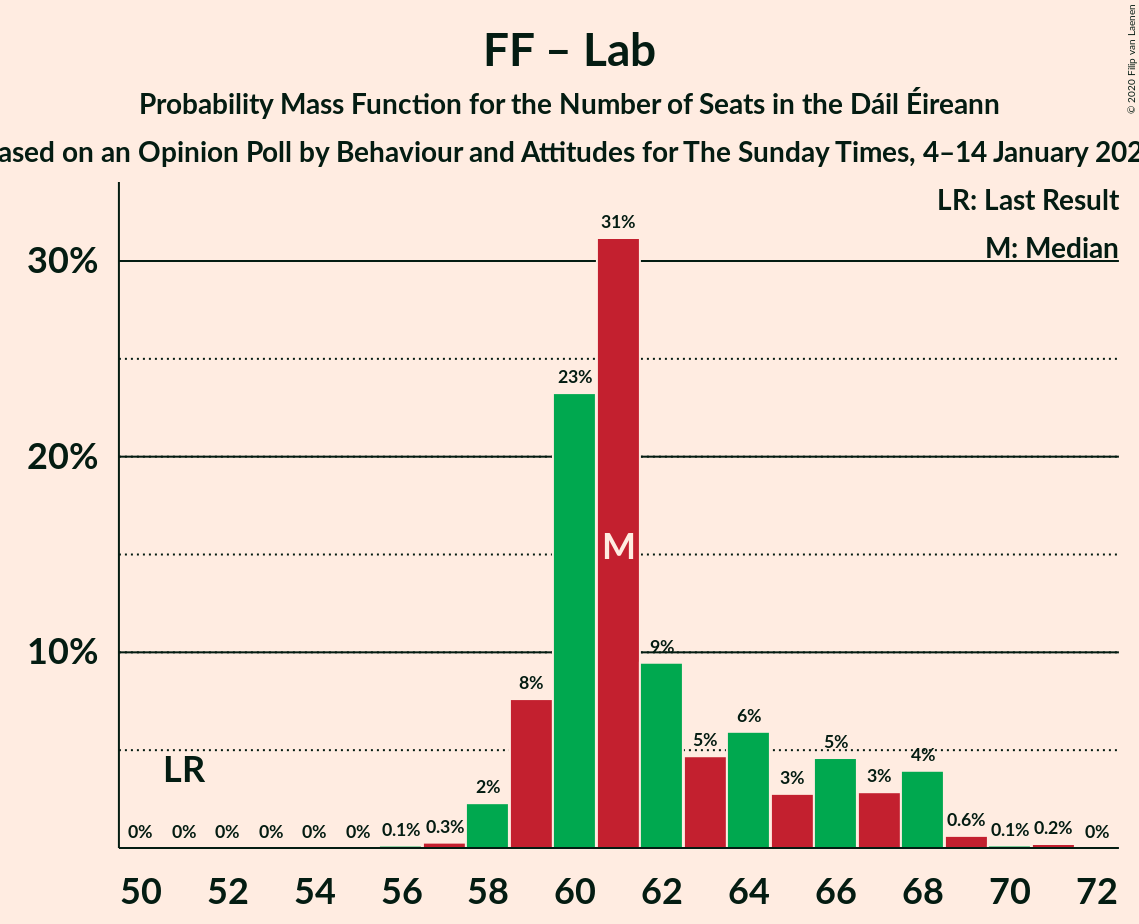 FF – Lab
Probability Mass Function for the Number of Seats in the Dáil Éireann
ased on an Opinion Poll by Behaviour and Attitudes for The Sunday Times, 4–14 January 202
© 2020 Filip van Laenen
LR: Last Result
M: Median
30%
20%
10%
0% 0% 0% 0% 0% 0% 0.1% 0.3% 2% 8% 23% 31% 9% 5% 6% 3% 5% 3% 4% 0.6% 0.1% 0.2% 0%
LR
M
50 52 54 56 58 60 62 64 66 68 70 72